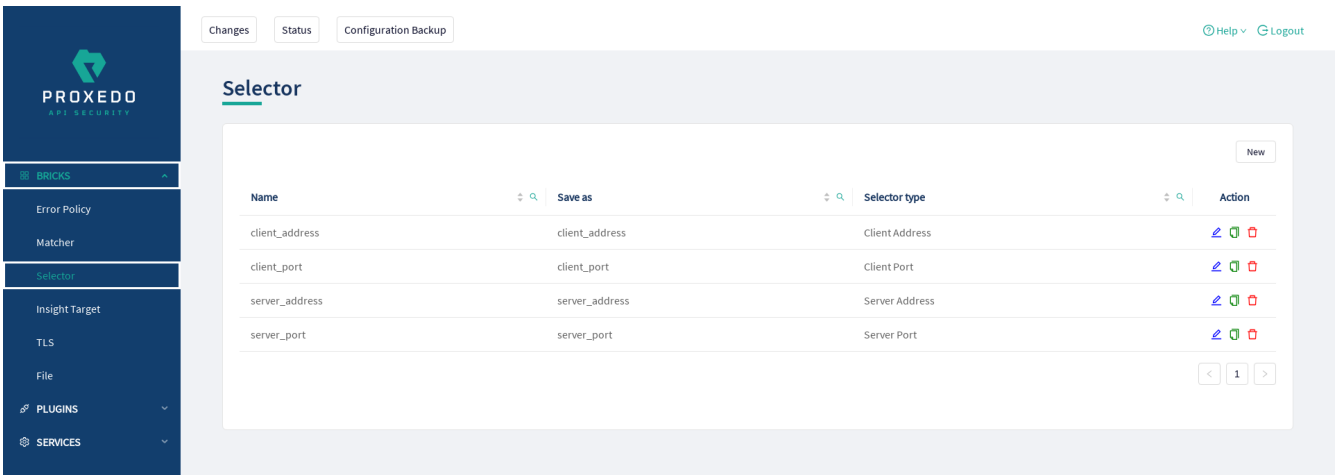 Changes Status Configuration Backup Help Logout
PROXEDO
API SECURITY
Selector
New
BRICKS
Error Policy
Matcher
Selector
Insight Target
TLS
File
PLUGINS
SERVICES
Name Save as Selector type Action
client_address client_address Client Address
client_port client_port Client Port
server_address server_address Server Address
server_port server_port Server Port
< 1 >